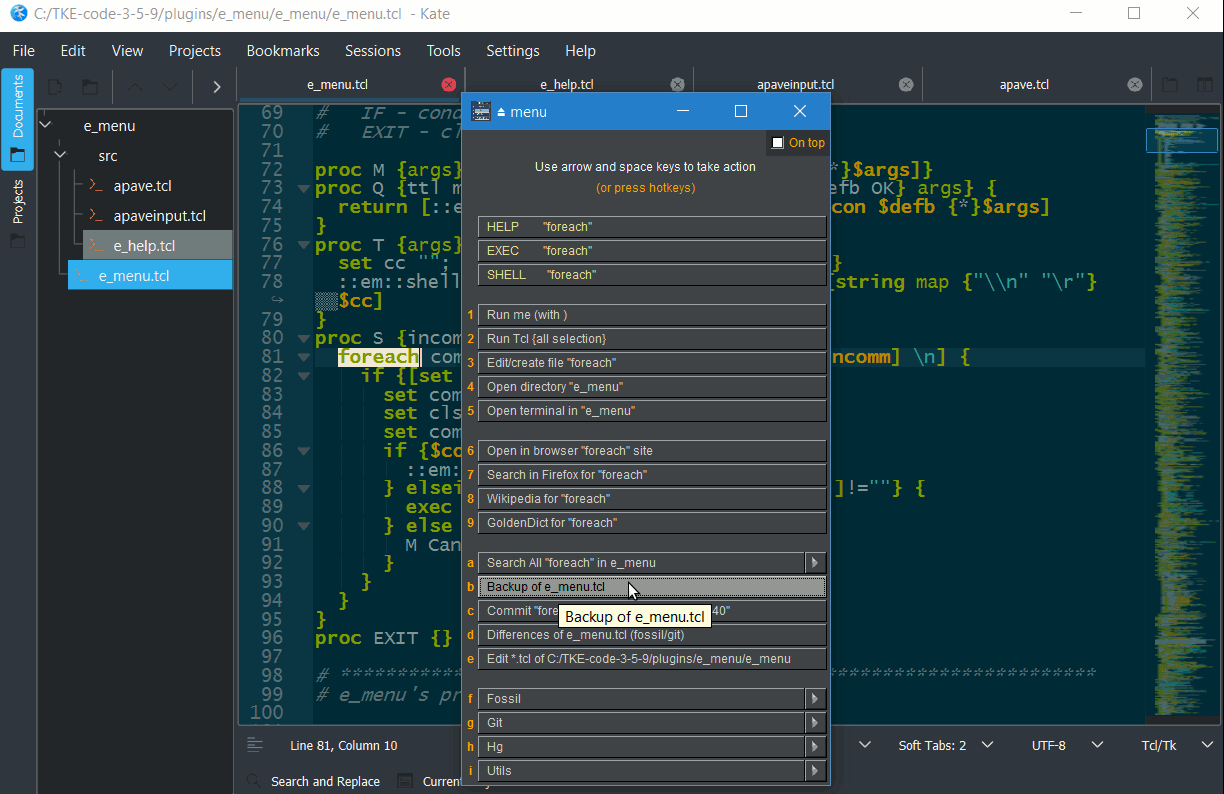 C:/TKE-code-3-5-9/plugins/e_menu/e_menu/e_menu.tcl - Kate
File Edit View Projects Bookmarks Sessions Tools Settings Help
Documents
Projects
e_menu
src
apave.tcl
apaveinput.tcl
e_help.tcl
e_menu.tcl
e_menu.tcl e_help.tcl apaveinput.tcl apave.tcl
69 # IF - cond
70 # EXIT - cl
71
72 proc M {args} *}$args]}
73 proc Q {ttl m efb OK} args} {
74 return [::e con $defb {*}$args]
75 }
76 proc T {args}
77 set cc ""; }
78 ::em::shell [string map {"\\n" "\r"}
$cc]
79 }
80 proc S {incom
81 foreach com ncomm] \n] {
82 if {[set
83 set com
84 set cls
85 set com
86 if {$cc
87 ::em:
88 } elsei ]!=""} {
89 exec
90 } else
91 M Can
92 }
93 }
94 }
95 }
96 proc EXIT {}
97
98 # ****************************************************************
99 # e_menu's pr
100
menu
On top
Use arrow and space keys to take action
(or press hotkeys)
HELP "foreach"
EXEC "foreach"
SHELL "foreach"
1 Run me (with )
2 Run Tcl {all selection}
3 Edit/create file "foreach"
4 Open directory "e_menu"
5 Open terminal in "e_menu"
6 Open in browser "foreach" site
7 Search in Firefox for "foreach"
8 Wikipedia for "foreach"
9 GoldenDict for "foreach"
a Search All "foreach" in e_menu
b Backup of e_menu.tcl
c Commit "fore 40"
Backup of e_menu.tcl
d Differences of e_menu.tcl (fossil/git)
e Edit *.tcl of C:/TKE-code-3-5-9/plugins/e_menu/e_menu
f Fossil
g Git
h Hg
i Utils
Line 81, Column 10 Soft Tabs: 2 UTF-8 Tcl/Tk
Search and Replace Current